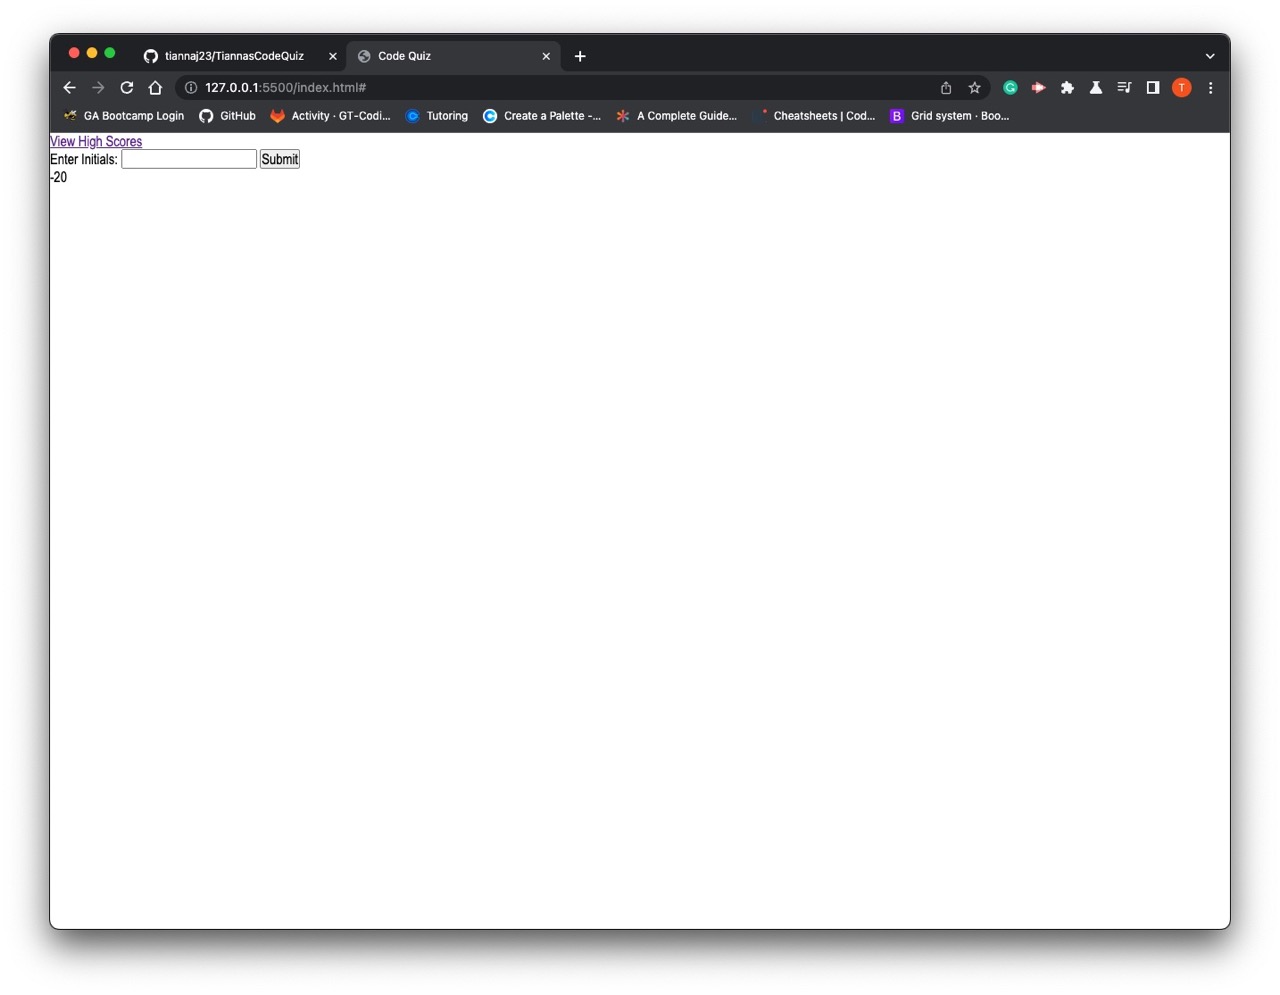 tiannaj23/TiannasCodeQuiz Code Quiz
127.0.0.1:5500/index.html# T
GA Bootcamp Login GitHub Activity · GT-Codi... Tutoring Create a Palette -... A Complete Guide... Cheatsheets | Cod... B Grid system · Boo...
View High Scores
Enter Initials: Submit
-20